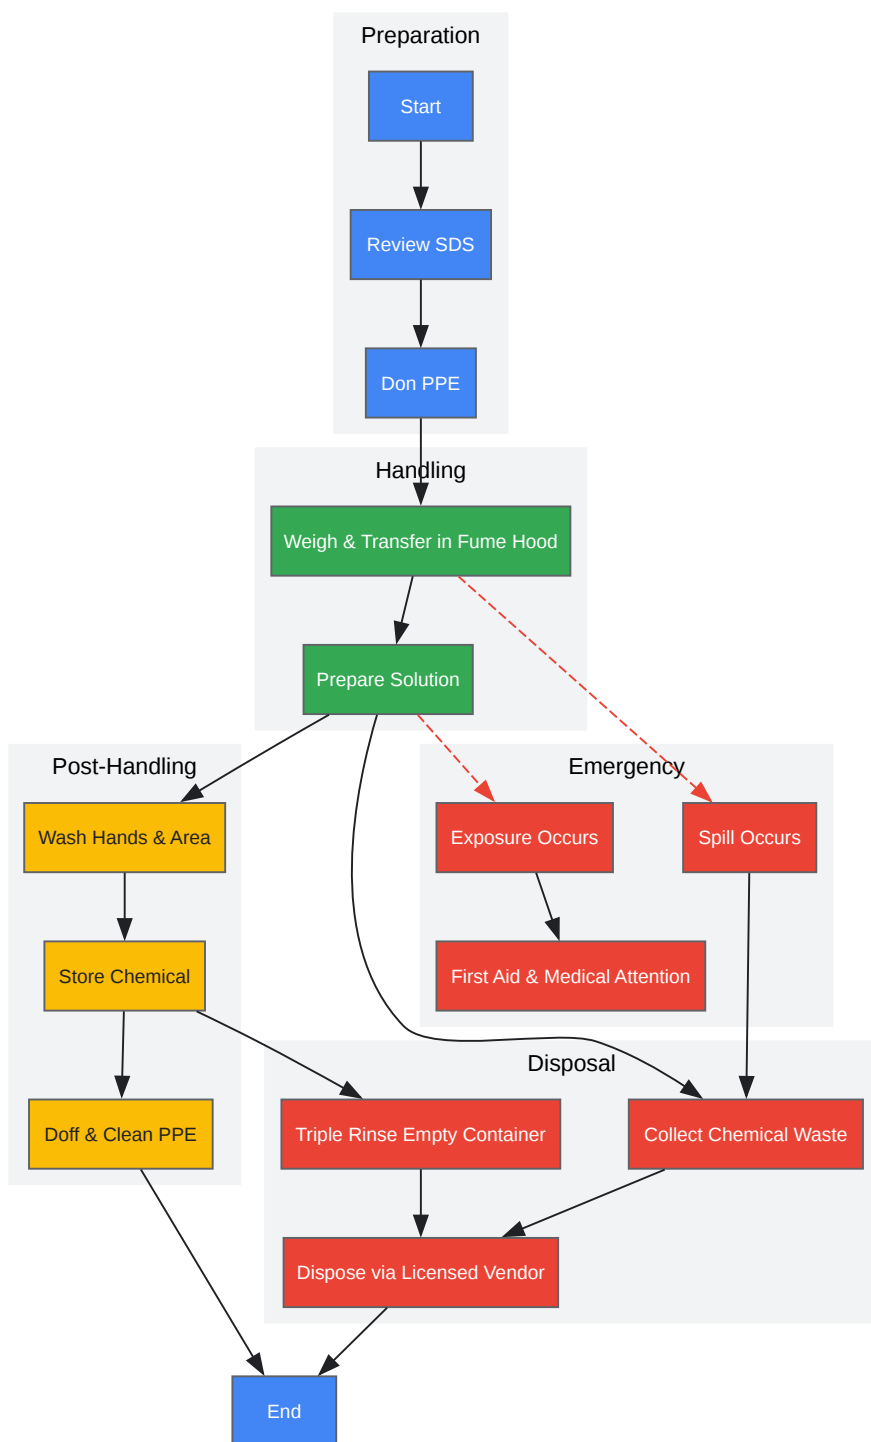 Preparation
Start
Review SDS
Don PPE
Handling
Weigh & Transfer in Fume Hood
Prepare Solution
Post-Handling
Wash Hands & Area
Store Chemical
Doff & Clean PPE
Emergency
Exposure Occurs
Spill Occurs
First Aid & Medical Attention
Disposal
Triple Rinse Empty Container
Collect Chemical Waste
Dispose via Licensed Vendor
End